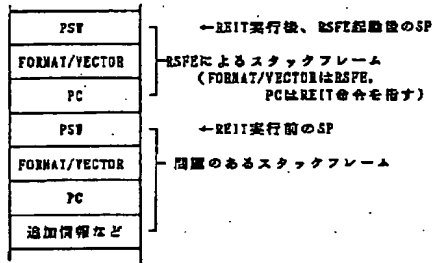 PSW ←REIT実行後、RSFE起動後のSP
FORMAT/VECTOR RSFEによるスタックフレーム
(FORMAT/VECTORはRSFE,
PC PCはREIT命令を指す)
PSW ←REIT実行前のSP
FORMAT/VECTOR 問題のあるスタックフレーム
PC
追加情報など